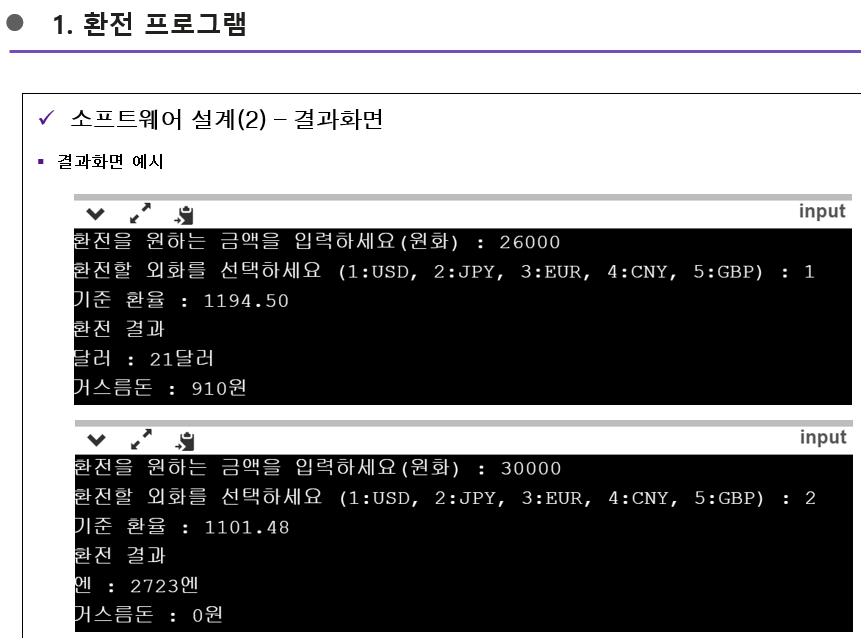 1. 환전 프로그램
소프트웨어 설계(2) – 결과화면
결과화면 예시
input
환전을 원하는 금액을 입력하세요(원화) : 26000
환전할 외화를 선택하세요 (1:USD, 2:JPY, 3:EUR, 4:CNY, 5:GBP) : 1
기준 환율 : 1194.50
환전 결과
달러 : 21달러
거스름돈 : 910원
input
환전을 원하는 금액을 입력하세요(원화) : 30000
환전할 외화를 선택하세요 (1:USD, 2:JPY, 3:EUR, 4:CNY, 5:GBP) : 2
기준 환율 : 1101.48
환전 결과
엔 : 2723엔
거스름돈 : 0원